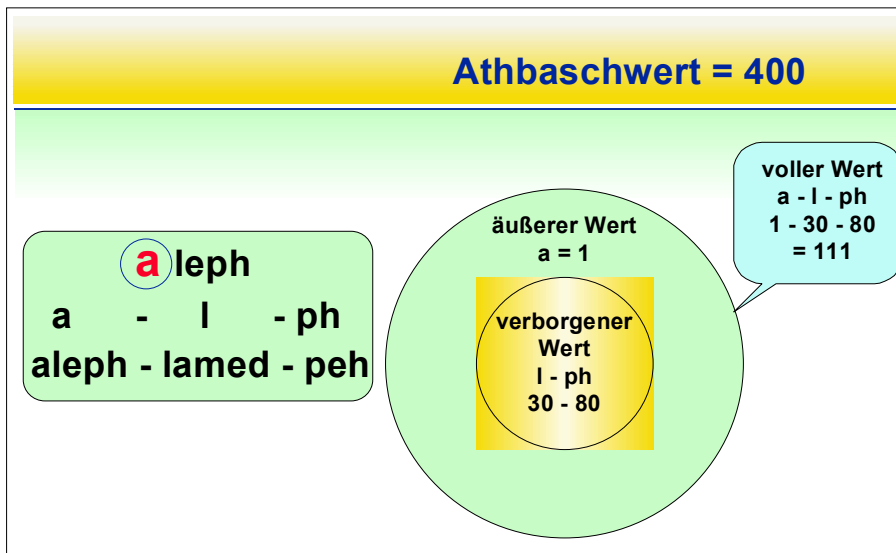 Athbaschwert = 400
aleph
a - l - ph
aleph - lamed - peh
äußerer Wert
a = 1
verborgener
Wert
l - ph
30 - 80
voller Wert
a - l - ph
1 - 30 - 80
= 111